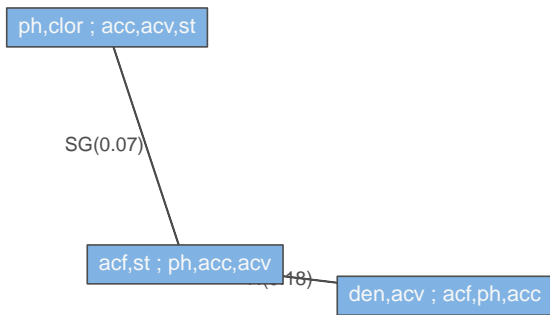 ph,clor ; acc,acv,st
SG(0.07)
acf,st ; ph,acc,acv
den,acv ; acf,ph,acc